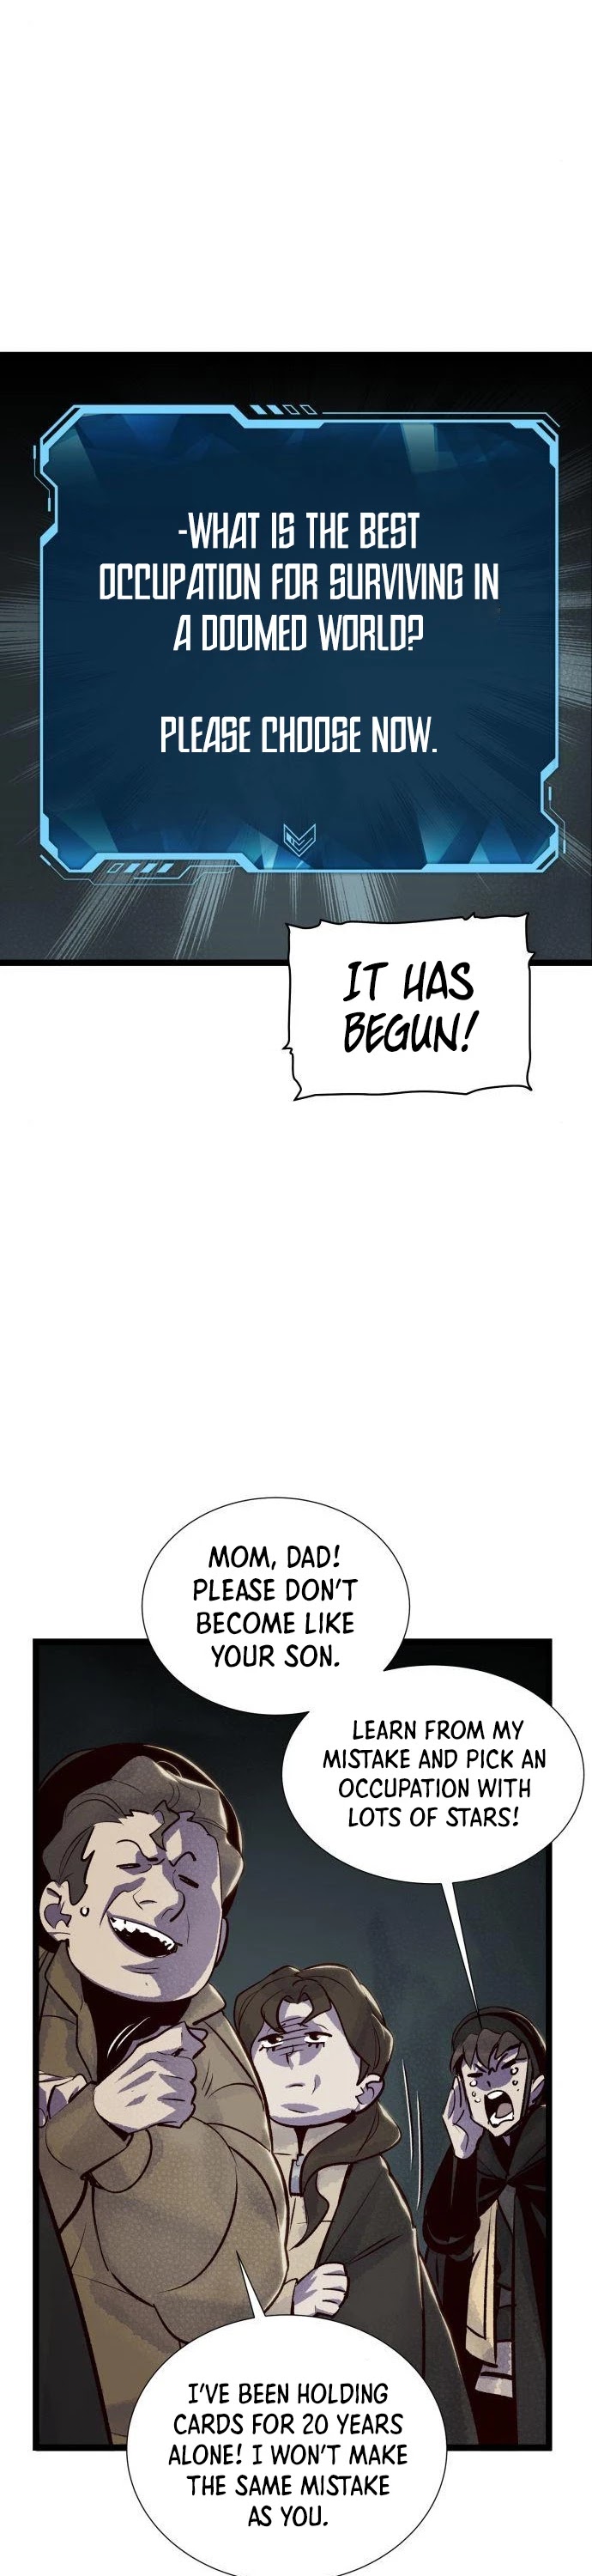 -WHAT IS THE BEST
OCCUPATION FOR SURVIVING IN
A DOOMED WORLD?
PLEASE CHOOSE NOW.
IT HAS
BEGUN!
MOM, DAD!
PLEASE DON'T
BECOME LIKE
YOUR SON.
LEARN FROM MY
MISTAKE AND PICK AN
OCCUPATION WITH
LOTS OF STARS!
I'VE BEEN HOLDING
CARDS FOR 20 YEARS
ALONE! I WON'T MAKE
THE SAME MISTAKE
AS YOU.